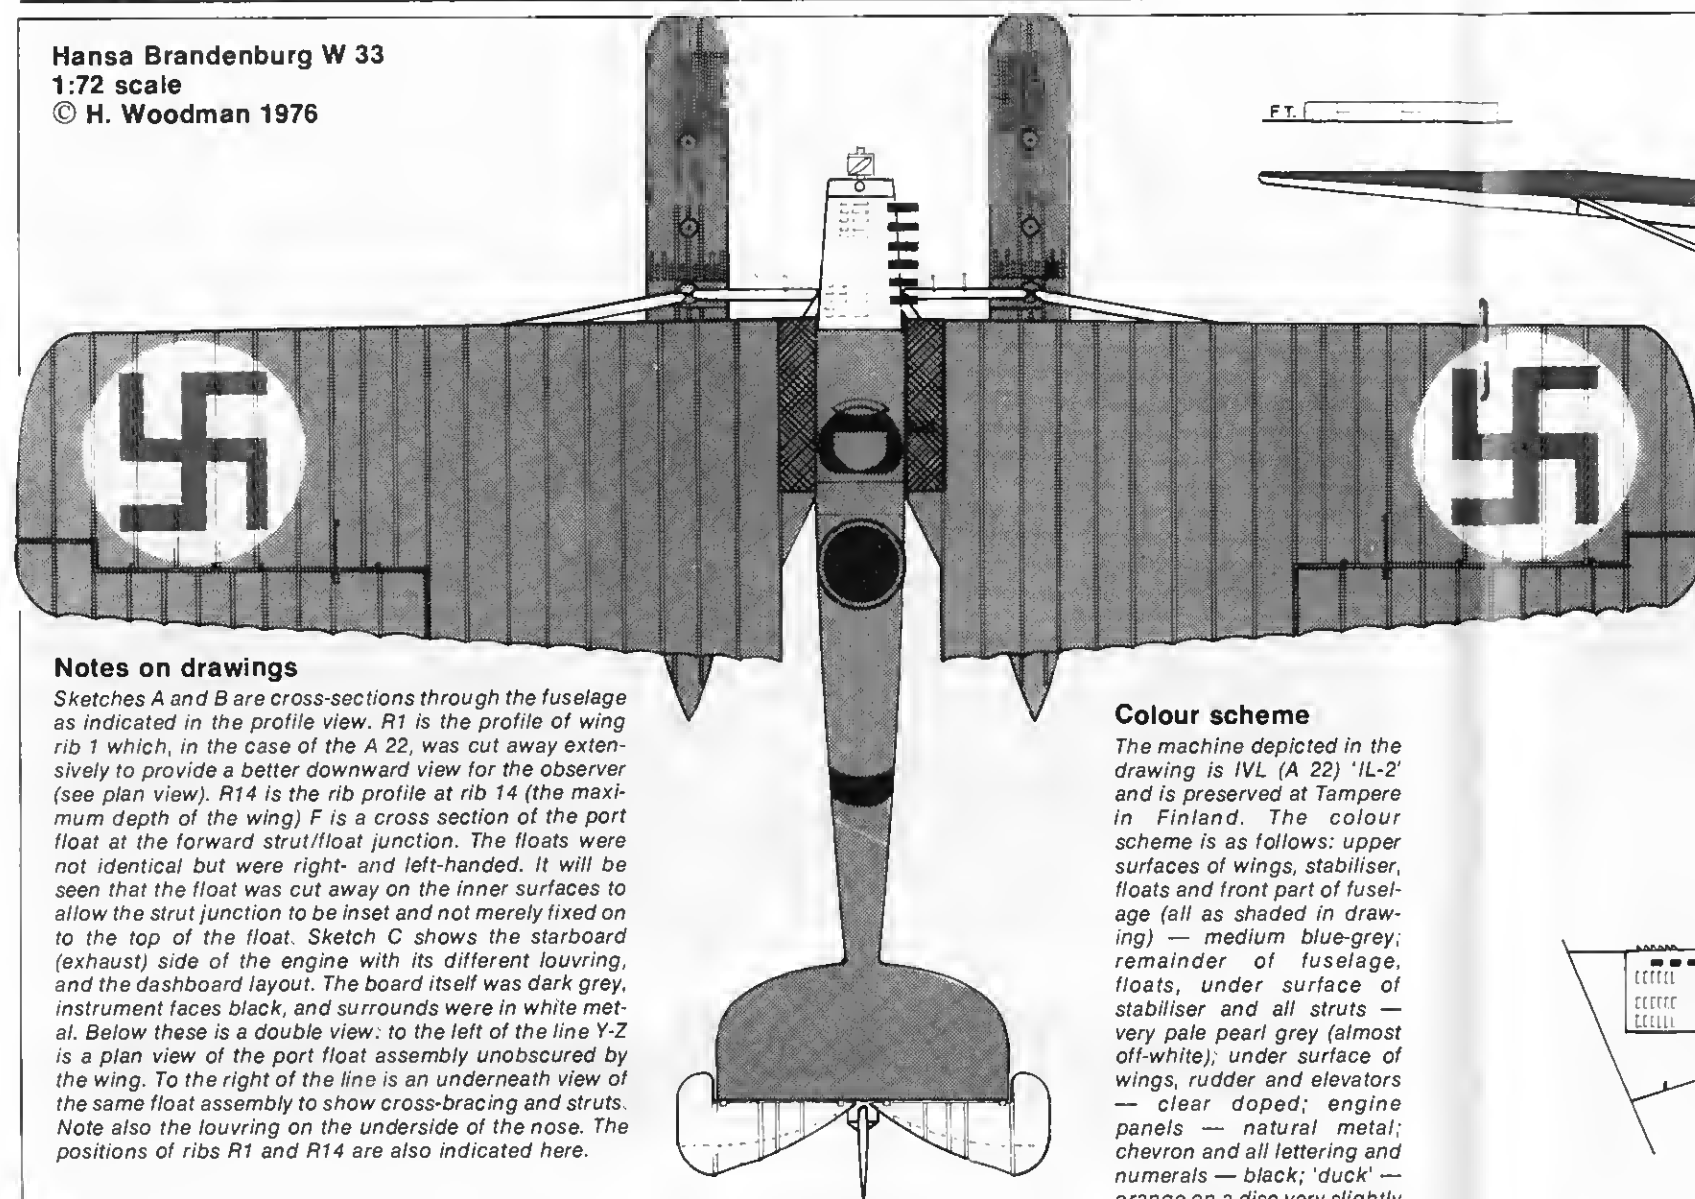 Hansa Brandenburg W 33
1:72 scale
© H. Woodman 1976
F T.
Notes on drawings
Sketches A and B are cross-sections through the fuselage
as indicated in the profile view. R1 is the profile of wing
rib 1 which, in the case of the A 22, was cut away exten-
sively to provide a better downward view for the observer
(see plan view). R14 is the rib profile at rib 14 (the maxi-
mum depth of the wing) F is a cross section of the port
float at the forward strut/float junction. The floats were
not identical but were right- and left-handed. It will be
seen that the float was cut away on the inner surfaces to
allow the strut junction to be inset and not merely fixed on
to the top of the float. Sketch C shows the starboard
(exhaust) side of the engine with its different louvring,
and the dashboard layout. The board itself was dark grey,
instrument faces black, and surrounds were in white met-
al. Below these is a double view: to the left of the line Y-Z
is a plan view of the port float assembly unobscured by
the wing. To the right of the line is an underneath view of
the same float assembly to show cross-bracing and struts.
Note also the louvring on the underside of the nose. The
positions of ribs R1 and R14 are also indicated here.
Colour scheme
The machine depicted in the
drawing is IVL (A 22) 'IL-2'
and is preserved at Tampere
in Finland. The colour
scheme is as follows: upper
surfaces of wings, stabiliser,
floats and front part of fusel-
age (all as shaded in draw-
ing) — medium blue-grey;
remainder of fuselage,
floats, under surface of
stabiliser and all struts —
very pale pearl grey (almost
off-white); under surface of
wings, rudder and elevators
— clear doped; engine
panels — natural metal;
chevron and all lettering and
numerals — black; 'duck' —
orange on a disc very slightly